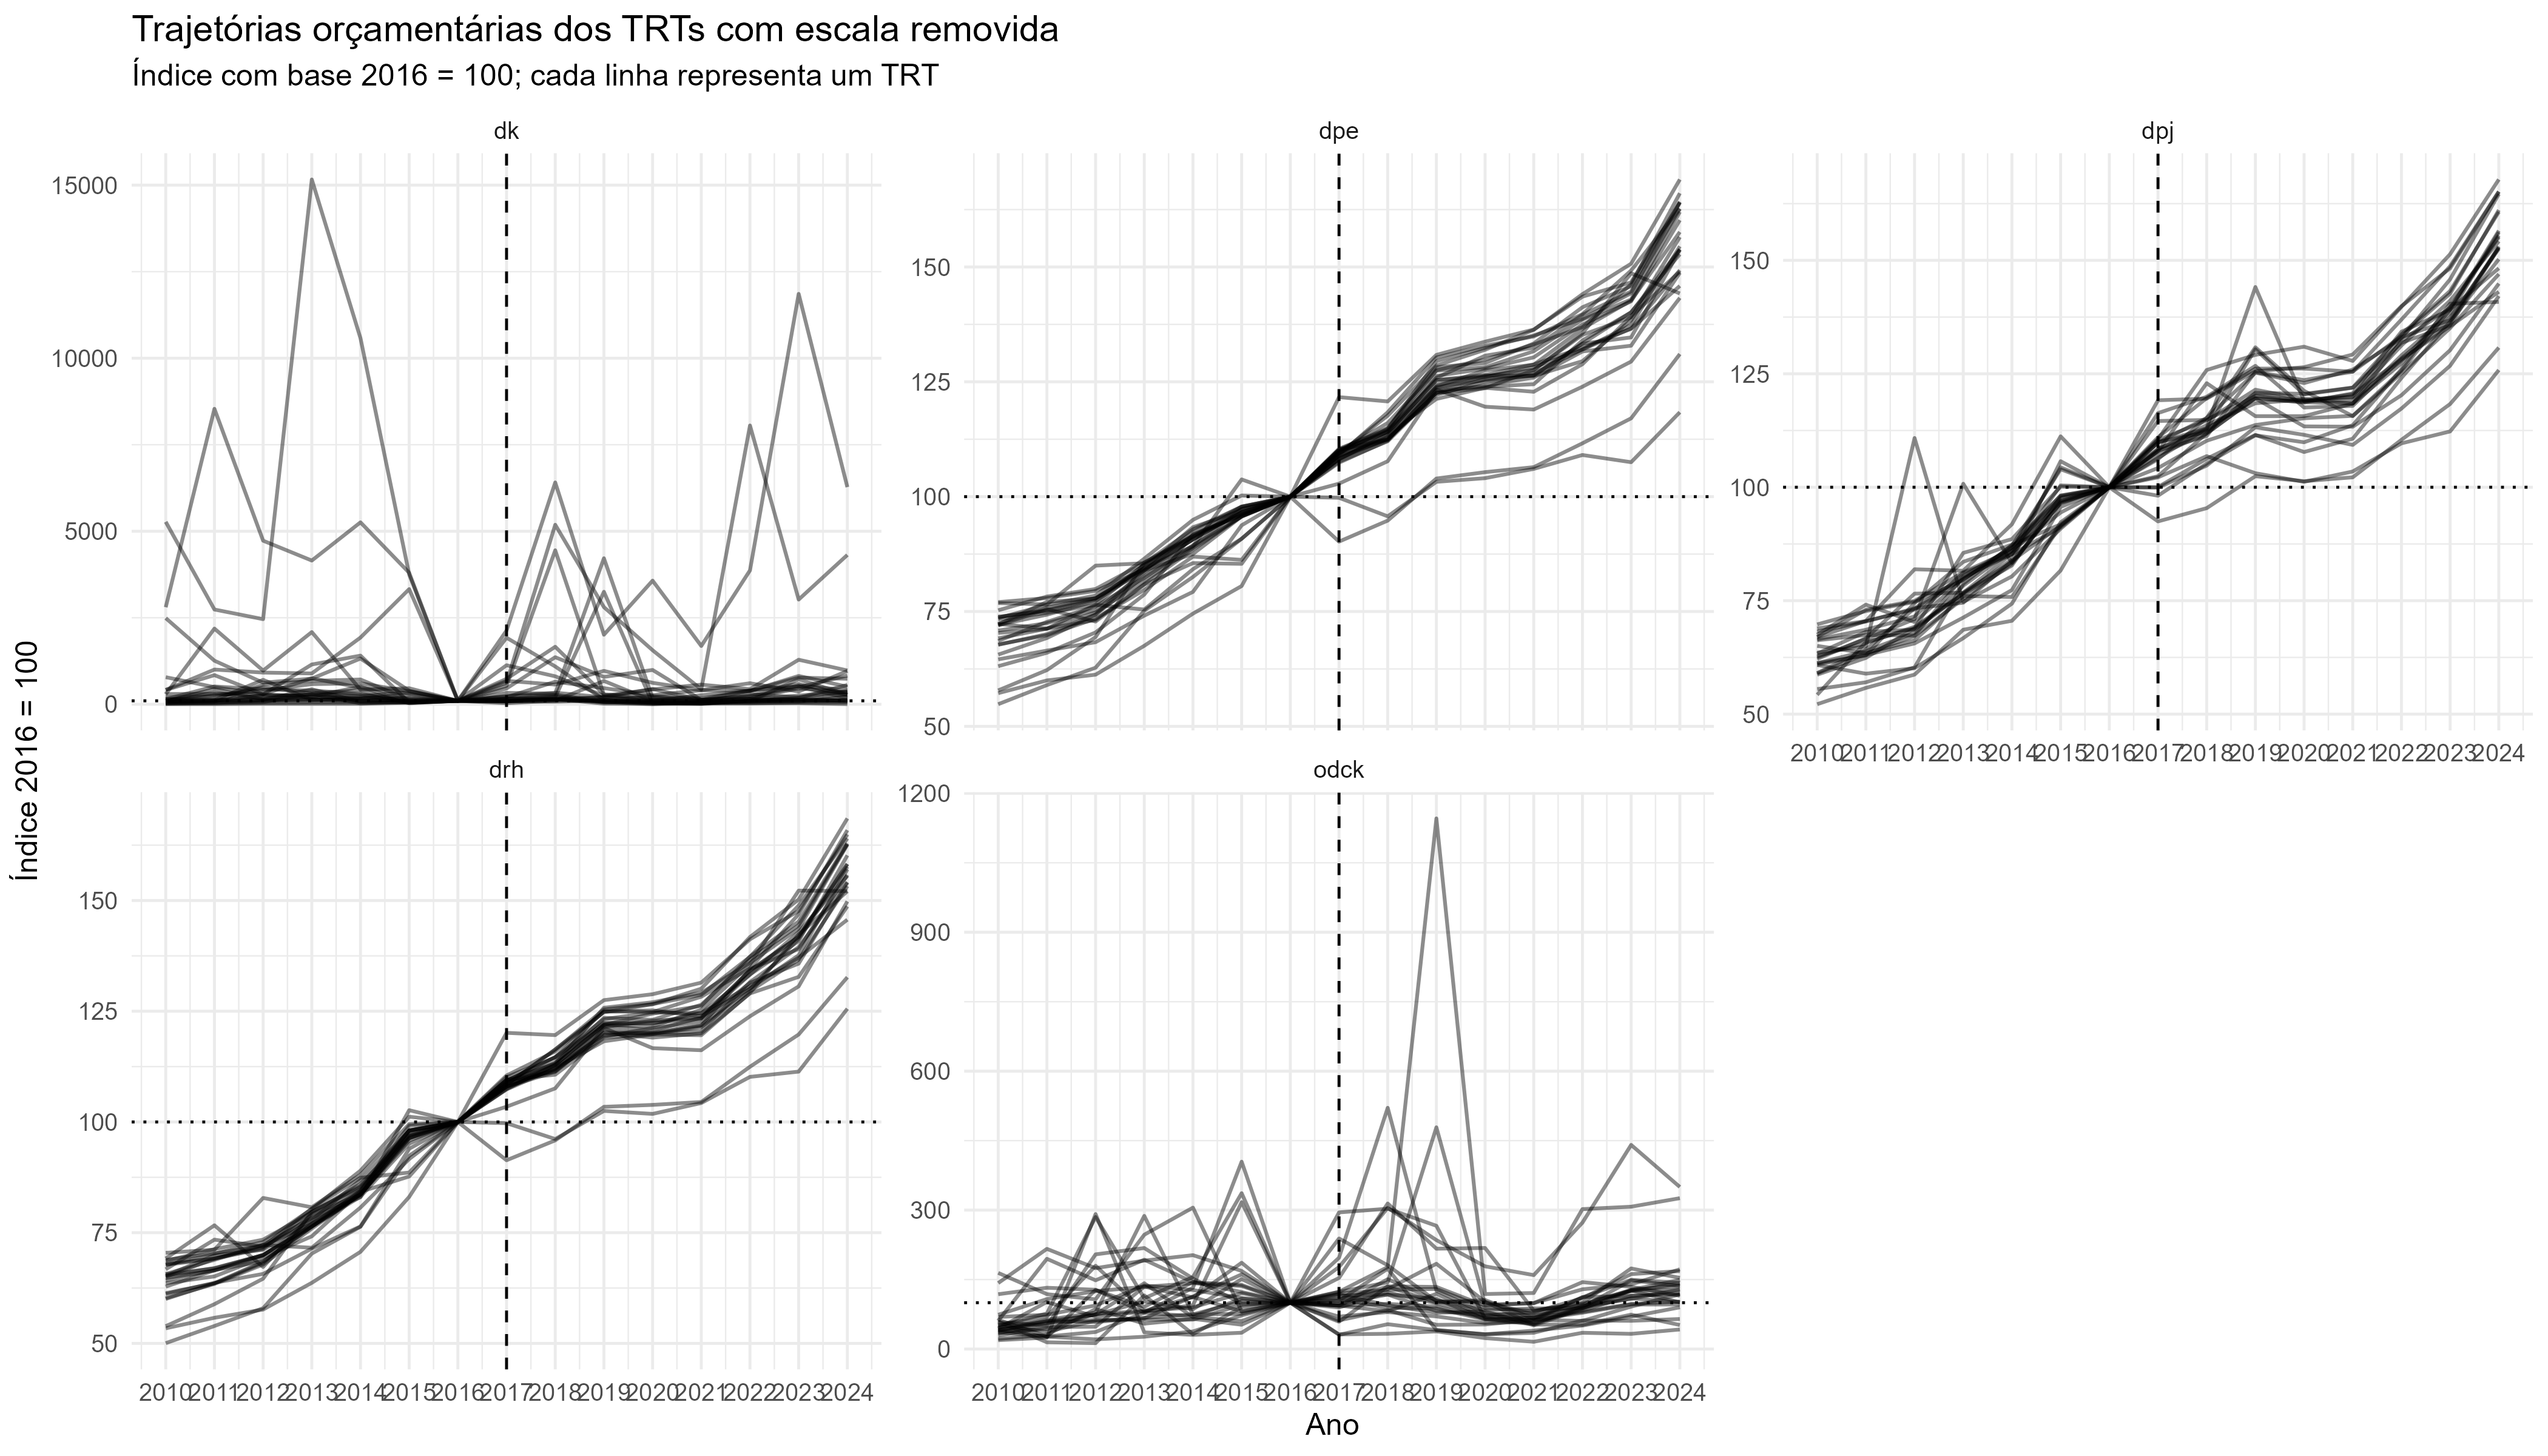 Trajetórias orçamentárias dos TRTs com escala removida
Índice com base 2016 = 100; cada linha representa um TRT
dk
dpe
dpj
15000
10000
5000
0
150
125
100
75
50
150
125
100
75
50
2010 2011 2012 2013 2014 2015 2016 2017 2018 2019 2020 2021 2022 2023 2024
Índice 2016 = 100
drh
odck
150
125
100
75
50
1200
900
600
300
0
2010 2011 2012 2013 2014 2015 2016 2017 2018 2019 2020 2021 2022 2023 2024
2010 2011 2012 2013 2014 2015 2016 2017 2018 2019 2020 2021 2022 2023 2024
Ano